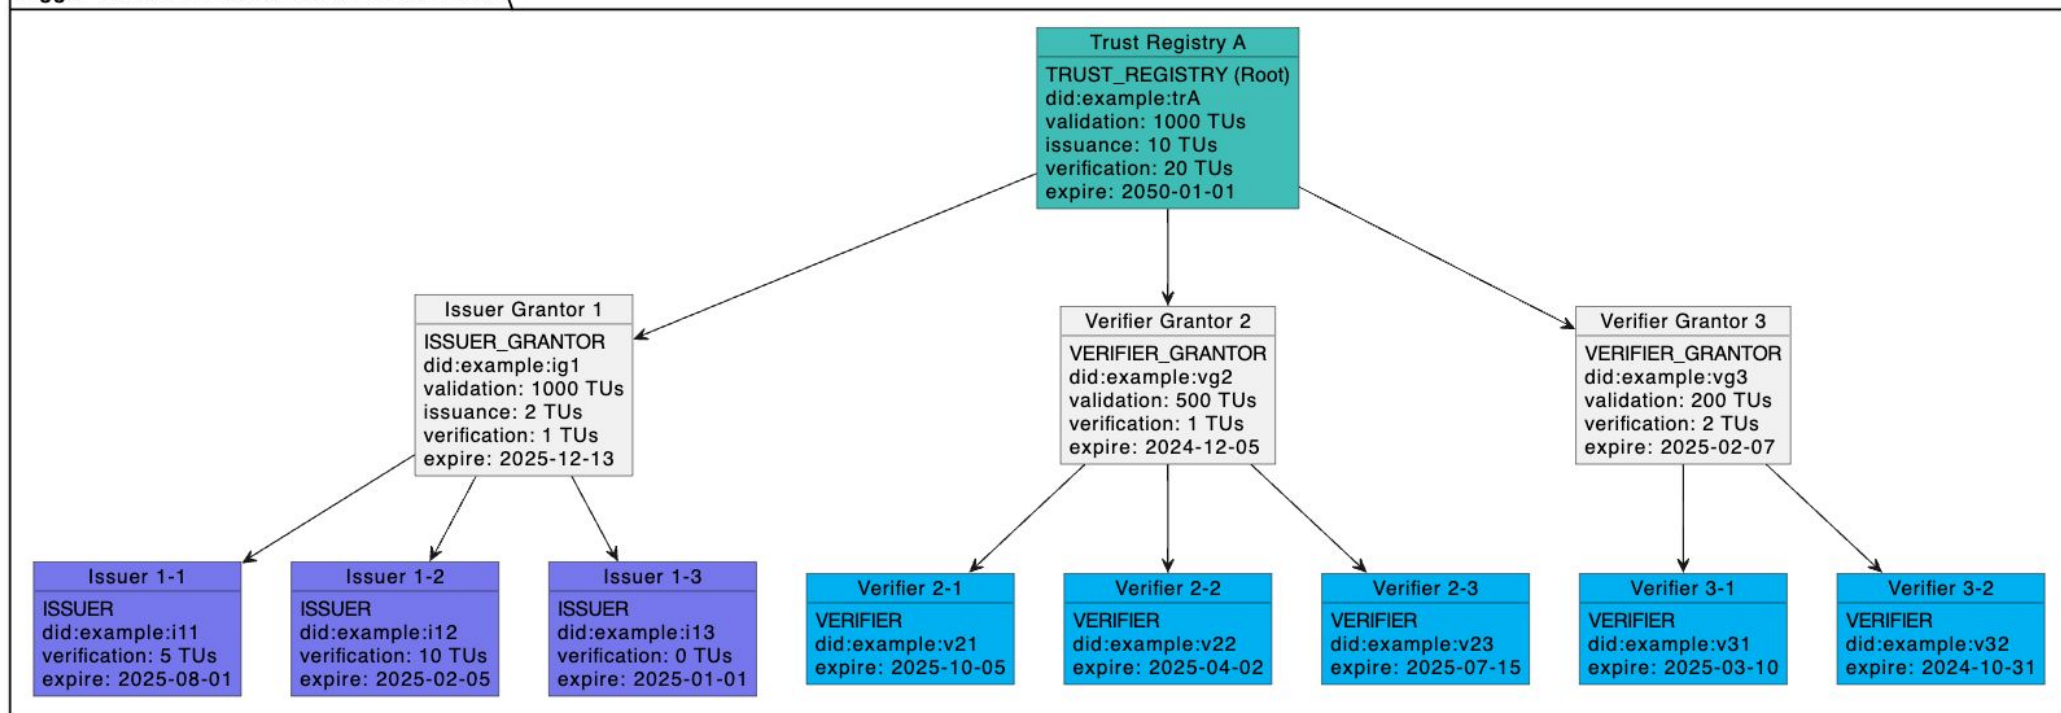 Trust Registry A
TRUST_REGISTRY (Root)
did:example:trA
validation: 1000 TUs
issuance: 10 TUs
verification: 20 TUs
expire: 2050-01-01
Issuer Grantor 1
ISSUER_GRANTOR
did:example:ig1
validation: 1000 TUs
issuance: 2 TUs
verification: 1 TUs
expire: 2025-12-13
Verifier Grantor 2
VERIFIER_GRANTOR
did:example:vg2
validation: 500 TUs
verification: 1 TUs
expire: 2024-12-05
Verifier Grantor 3
VERIFIER_GRANTOR
did:example:vg3
validation: 200 TUs
verification: 2 TUs
expire: 2025-02-07
Issuer 1-1
ISSUER
did:example:i11
verification: 5 TUs
expire: 2025-08-01
Issuer 1-2
ISSUER
did:example:i12
verification: 10 TUs
expire: 2025-02-05
Issuer 1-3
ISSUER
did:example:i13
verification: 0 TUs
expire: 2025-01-01
Verifier 2-1
VERIFIER
did:example:v21
expire: 2025-10-05
Verifier 2-2
VERIFIER
did:example:v22
expire: 2025-04-02
Verifier 2-3
VERIFIER
did:example:v23
expire: 2025-07-15
Verifier 3-1
VERIFIER
did:example:v31
expire: 2025-03-10
Verifier 3-2
VERIFIER
did:example:v32
expire: 2024-10-31